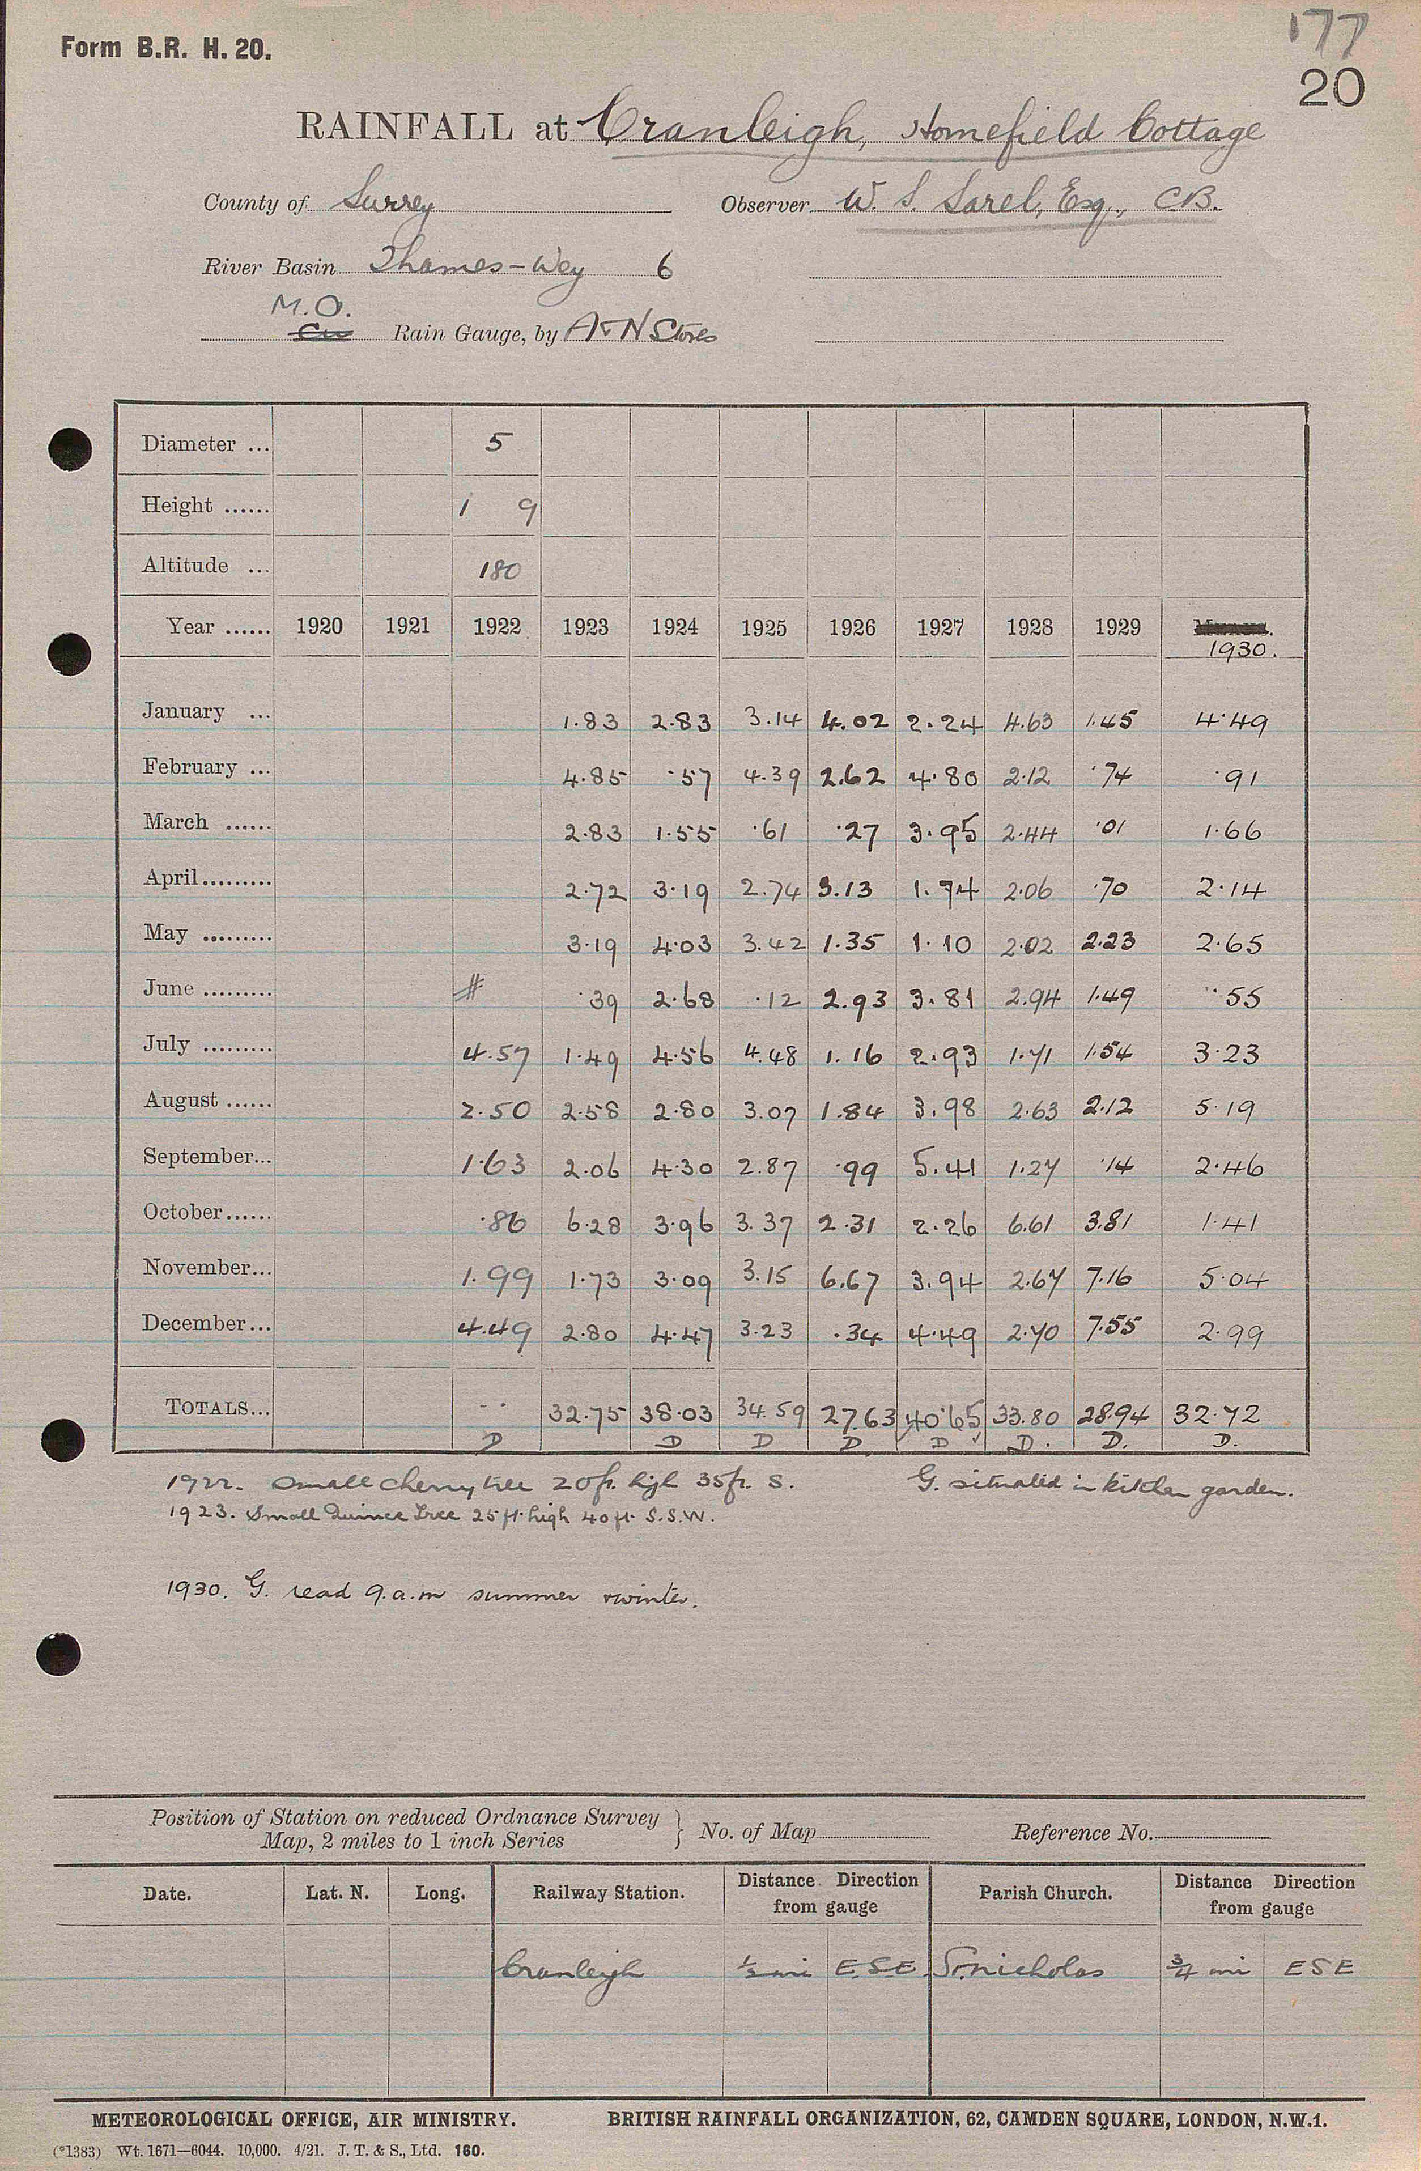 177
Form B.R. H. 20.
20
RAINFALL at Cranleigh, Homefield Cottage
County of Surrey Observer W. S. Sarel, Esq., CB.
River Basin Thames-Wey 6
M.O.
Rain Gauge, by A & N Stores
Diameter ... 5
Height ...... 1 9
Altitude ... 180
Year ...... 1920 1921 1922 1923 1924 1925 1926 1927 1928 1929
1930.
January ... 1.83 2.83 3.14 4.02 2.24 4.63 1.45 4.49
February ... 4.85 .57 4.39 2.62 4.80 2.12 .74 .91
March ...... 2.83 1.55 .61 .27 3.95 2.44 .01 1.66
April......... 2.72 3.19 2.74 3.13 1.74 2.06 .70 2.14
May ......... 3.19 4.03 3.42 1.35 1.10 2.02 2.23 2.65
June ......... # .39 2.68 .12 2.93 3.81 2.94 1.49 .55
July ......... 4.57 1.49 4.56 4.48 1.16 2.93 1.71 1.54 3.23
August ...... 2.50 2.58 2.80 3.07 1.84 3.98 2.63 2.12 5.19
September... 1.63 2.06 4.30 2.87 .99 5.41 1.27 .14 2.46
October...... .86 6.28 3.96 3.37 2.31 2.26 6.61 3.81 1.41
November... 1.99 1.73 3.09 3.15 6.67 3.94 2.67 7.16 5.04
December... 4.49 2.80 4.47 3.23 .34 4.49 2.70 7.55 2.99
TOTALS... - - 32.75 38.03 34.59 27.63 40.65 33.80 28.94 32.72
D D D D D ✓ D. D. D.
1922. Small cherry tree 20ft. high 35ft. S. G. situated in kitchen garden.
1923. Small Quince Tree 25ft. high 40ft. S.S.W.
1930. G. read 9.a.m summer & winter.
Position of Station on reduced Ordnance Survey
Map, 2 miles to 1 inch Series } No. of Map Reference No.
Date. Lat. N. Long. Railway Station. Distance Direction from gauge Parish Church. Distance Direction from gauge
Cranleigh ½ mi E.S.E. St. Nicholas ¾ mi ESE
METEOROLOGICAL OFFICE, AIR MINISTRY. BRITISH RAINFALL ORGANIZATION, 62, CAMDEN SQUARE, LONDON, N.W.1.
(*1383) Wt. 1671—6044. 10,000. 4/21. J. T. & S., Ltd. 160.